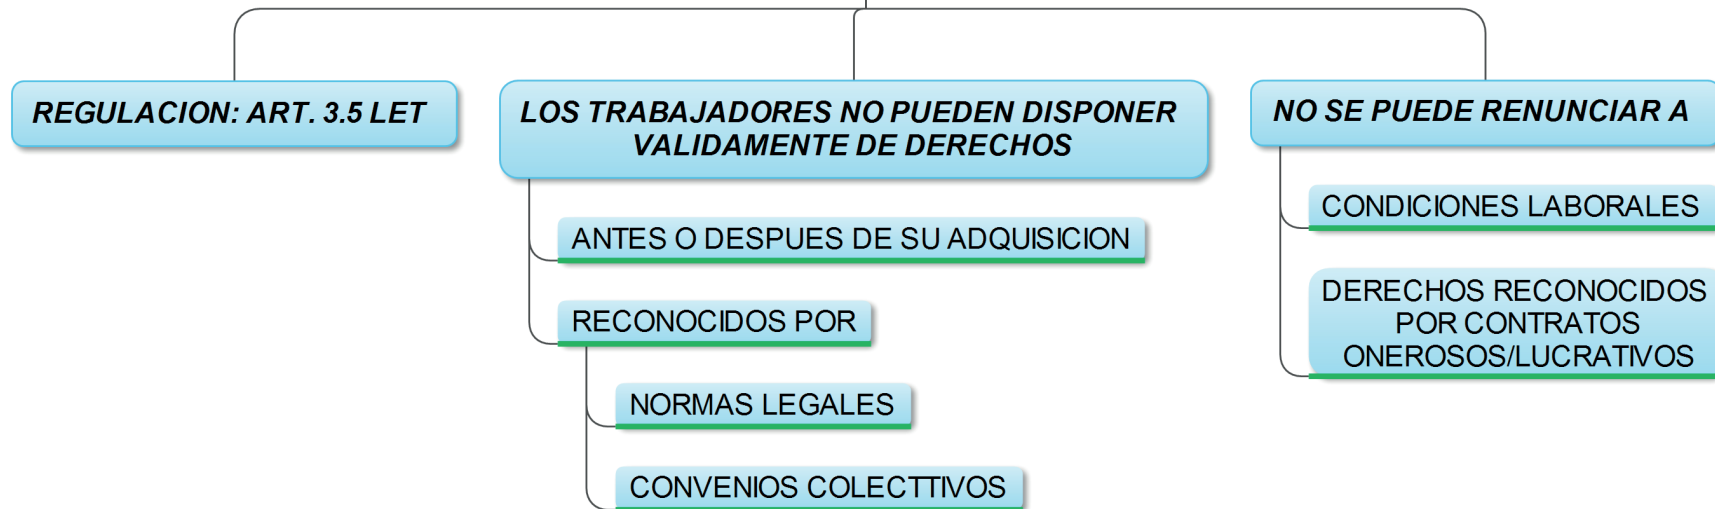 REGULACION: ART. 3.5 LET
LOS TRABAJADORES NO PUEDEN DISPONER
VALIDAMENTE DE DERECHOS
ANTES O DESPUES DE SU ADQUISICION
RECONOCIDOS POR
NORMAS LEGALES
CONVENIOS COLECTTIVOS
NO SE PUEDE RENUNCIAR A
CONDICIONES LABORALES
DERECHOS RECONOCIDOS
POR CONTRATOS
ONEROSOS/LUCRATIVOS